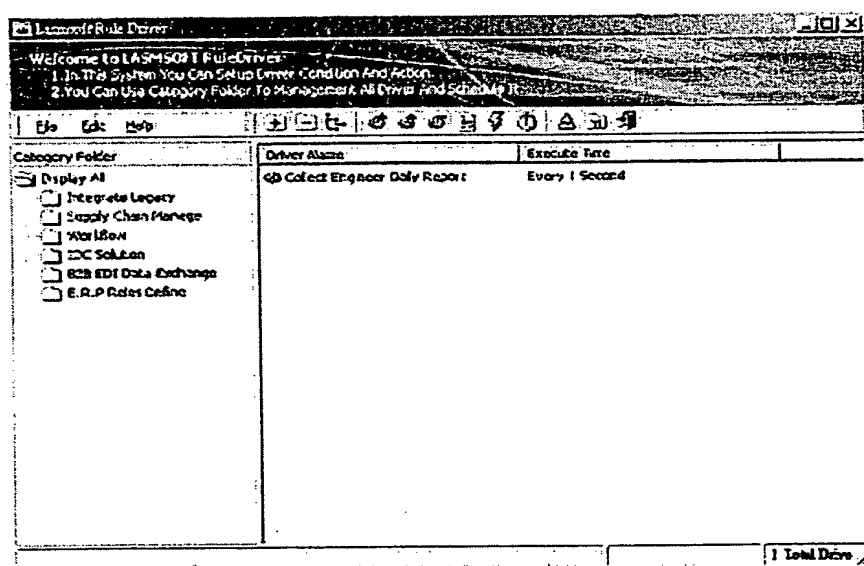 Lasmsoft Rule Driver
Welcome to LASMSOFT RuleDriver
1.In This System You Can Setup Driver Condition And Action
2.You Can Use Category Folder To Management All Driver And Schedule It
File Edit Help
Category Folder
Driver Name Execute Time
Display All
Collect Engineer Daily Report Every 1 Second
Integrate Legacy
Supply Chain Manage
Workflow
Solution
B2B EDI Data Exchange
E.R.P Rules Define
1 Total Drive